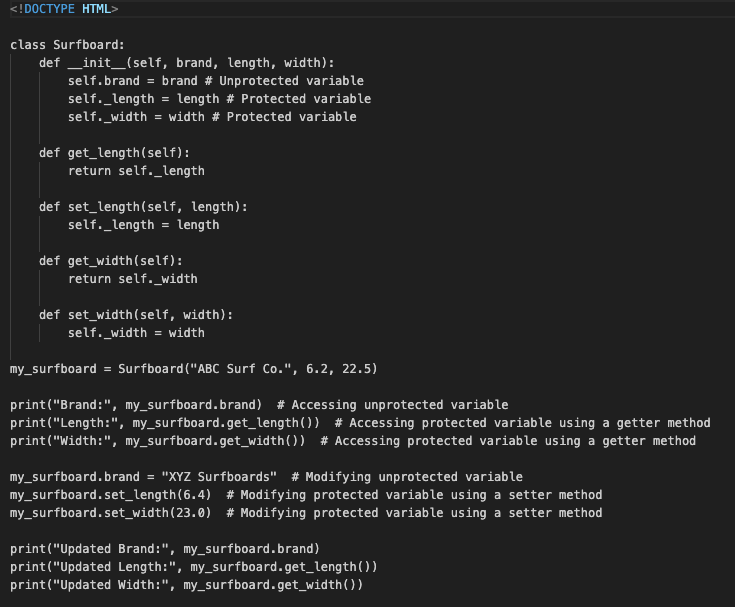 <!DOCTYPE HTML>
class Surfboard:
    def __init__(self, brand, length, width):
        self.brand = brand # Unprotected variable
        self._length = length # Protected variable
        self._width = width # Protected variable
    def get_length(self):
        return self._length
    def set_length(self, length):
        self._length = length
    def get_width(self):
        return self._width
    def set_width(self, width):
        self._width = width
my_surfboard = Surfboard("ABC Surf Co.", 6.2, 22.5)
print("Brand:", my_surfboard.brand)  # Accessing unprotected variable
print("Length:", my_surfboard.get_length())  # Accessing protected variable using a getter method
print("Width:", my_surfboard.get_width())  # Accessing protected variable using a getter method
my_surfboard.brand = "XYZ Surfboards"  # Modifying unprotected variable
my_surfboard.set_length(6.4)  # Modifying protected variable using a setter method
my_surfboard.set_width(23.0)  # Modifying protected variable using a setter method
print("Updated Brand:", my_surfboard.brand)
print("Updated Length:", my_surfboard.get_length())
print("Updated Width:", my_surfboard.get_width())